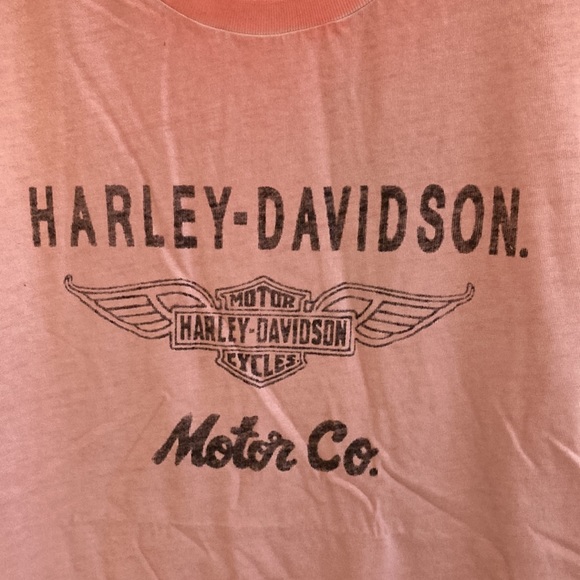 HARLEY-DAVIDSON.
MOTOR
HARLEY-DAVIDSON
CYCLES
Motor Co.